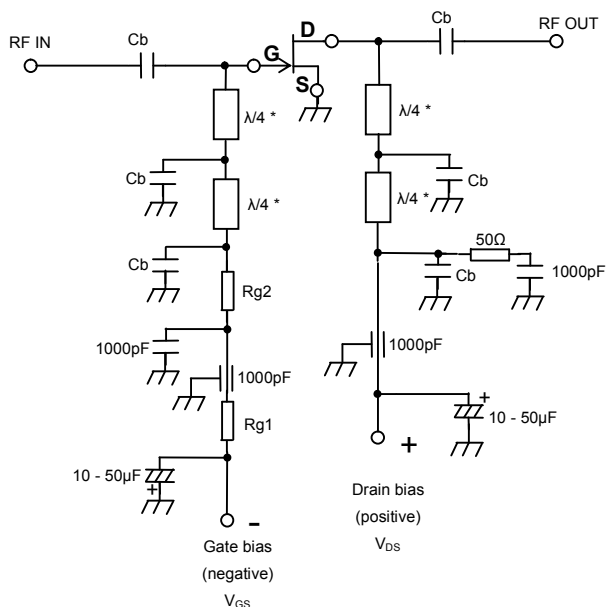 RF IN
Cb
G
D
S
Cb
RF OUT
λ/4 *
λ/4 *
Cb
Cb
λ/4 *
λ/4 *
Cb
Rg2
Cb
50Ω
1000pF
1000pF
1000pF
1000pF
Rg1
10 - 50µF
+
-
Gate bias
(negative)
VGS
+
10 - 50µF
+
Drain bias
(positive)
VDS